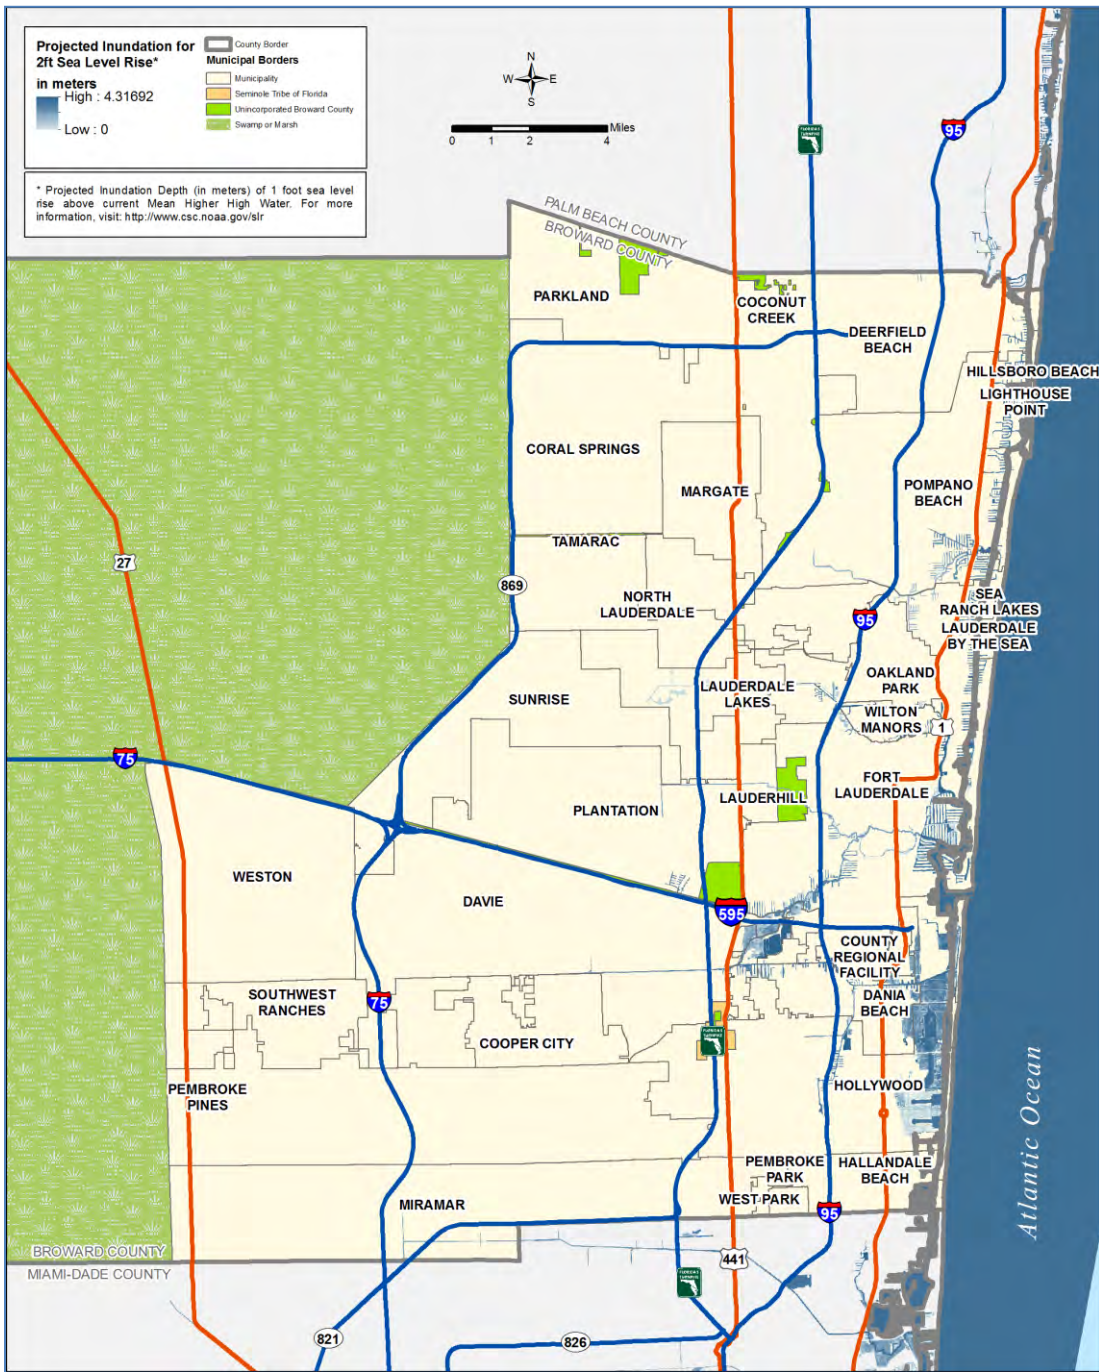 Projected Inundation for
2ft Sea Level Rise*
in meters
High : 4.31692
Low : 0
County Border
Municipal Borders
Municipality
Seminole Tribe of Florida
Unincorporated Broward County
Swamp or Marsh
* Projected Inundation Depth (in meters) of 1 foot sea level
rise above current Mean Higher High Water. For more
information, visit: http://www.csc.noaa.gov/slr
N
W E
S
Miles
0 1 2 4
FLORIDA'S
TURNPIKE
95
PALM BEACH COUNTY
BROWARD COUNTY
PARKLAND
COCONUT
CREEK
DEERFIELD
BEACH
HILLSBORO BEACH
LIGHTHOUSE
POINT
CORAL SPRINGS
MARGATE
POMPANO
BEACH
27
TAMARAC
869
NORTH
LAUDERDALE
95
SEA
RANCH LAKES
LAUDERDALE
BY THE SEA
SUNRISE
LAUDERDALE
LAKES
OAKLAND
PARK
WILTON
MANORS
1
75
PLANTATION
LAUDERHILL
FORT
LAUDERDALE
WESTON
DAVIE
595
COUNTY
REGIONAL
FACILITY
SOUTHWEST
RANCHES
75
DANIA
BEACH
COOPER CITY
FLORIDA'S
TURNPIKE
PEMBROKE
PINES
HOLLYWOOD
Atlantic Ocean
PEMBROKE
PARK
HALLANDALE
BEACH
MIRAMAR
WEST PARK
95
BROWARD COUNTY
MIAMI-DADE COUNTY
441
FLORIDA'S
TURNPIKE
821
826